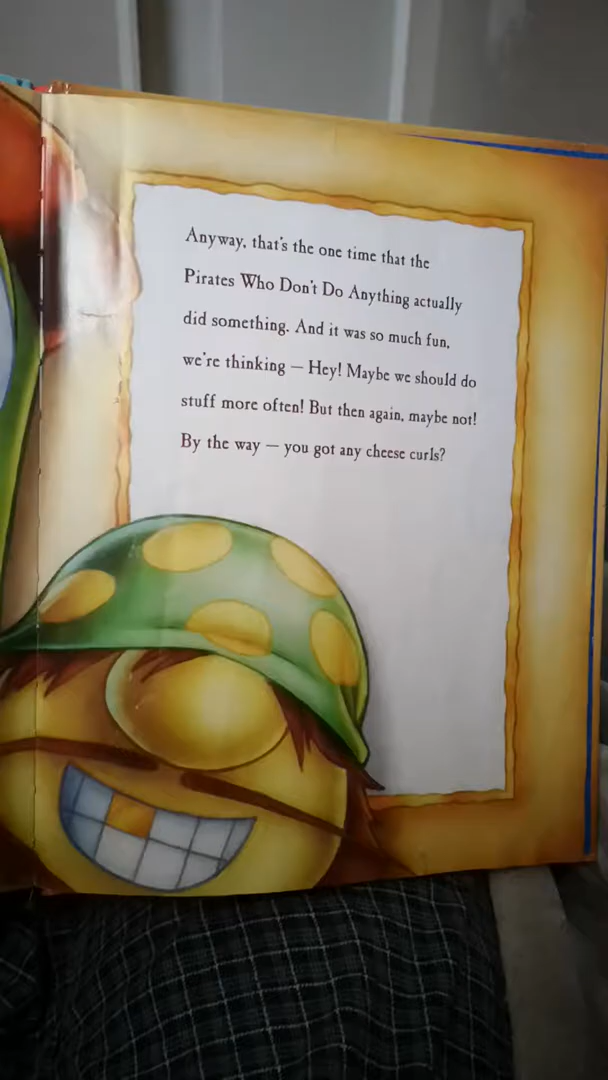 Anyway, that's the one time that the
Pirates Who Don't Do Anything actually
did something. And it was so much fun,
we're thinking — Hey! Maybe we should do
stuff more often! But then again, maybe not!
By the way — you got any cheese curls?